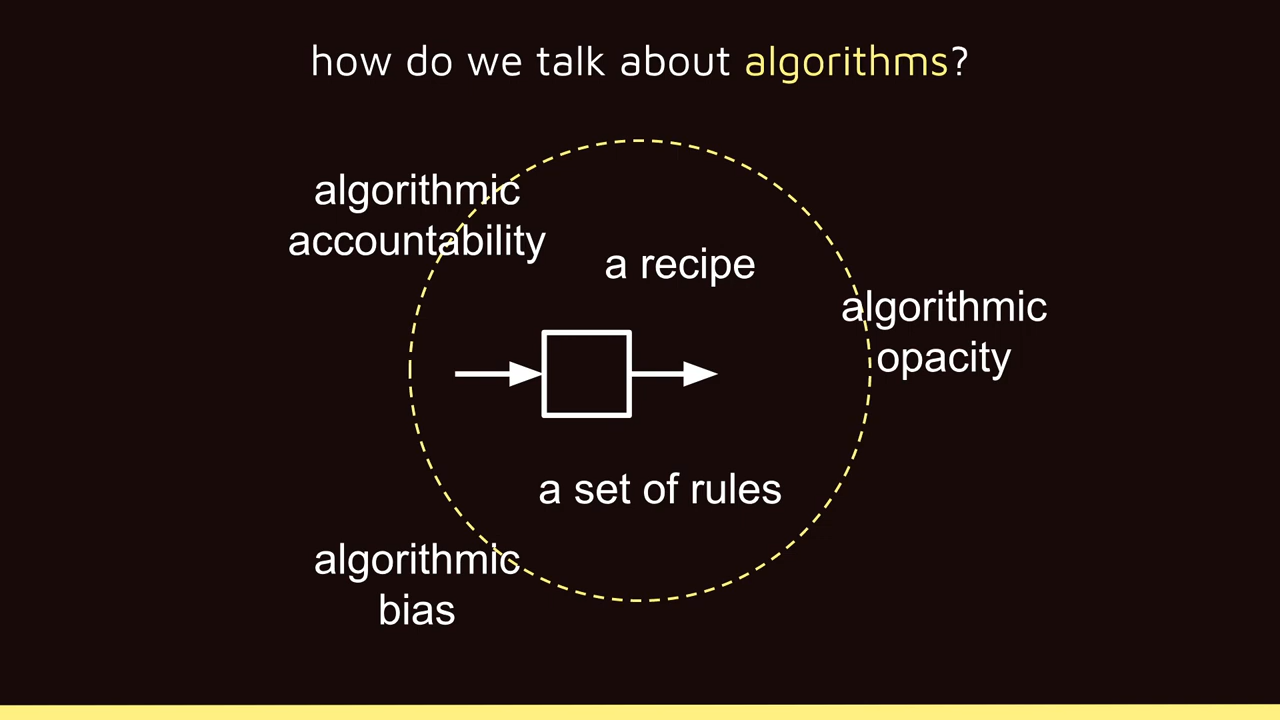 how do we talk about algorithms?
algorithmic
accountability
a recipe
algorithmic
opacity
a set of rules
algorithmic
bias